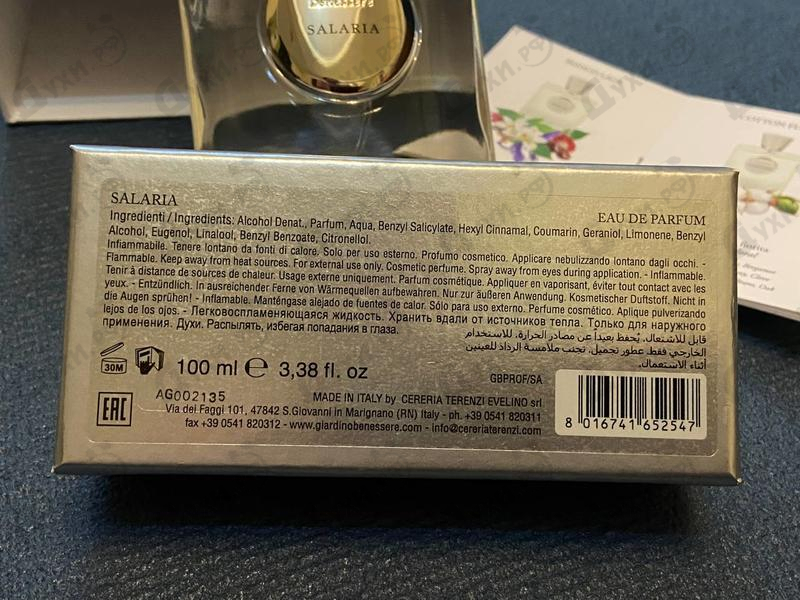 Benessere
SALARIA
COTTON FL
SALARIA
EAU DE PARFUM
Ingredienti / Ingredients: Alcohol Denat., Parfum, Aqua, Benzyl Salicylate, Hexyl Cinnamal, Coumarin, Geraniol, Limonene, Benzyl
Alcohol, Eugenol, Linalool, Benzyl Benzoate, Citronellol.
Infiammabile. Tenere lontano da fonti di calore. Solo per uso esterno. Profumo cosmetico. Applicare nebulizzando lontano dagli occhi. -
Flammable. Keep away from heat sources. For external use only. Cosmetic perfume. Spray away from eyes during application. - Inflammable.
Tenir à distance de sources de chaleur. Usage externe uniquement. Parfum cosmétique. Appliquer en vaporisant, éviter tout contact avec les
yeux. - Entzündlich. In ausreichender Ferne von Wärmequellen aufbewahren. Nur zur äußeren Anwendung. Kosmetischer Duftstoff. Nicht in
die Augen sprühen! - Inflamable. Manténgase alejado de fuentes de calor. Sólo para uso externo. Perfume cosmético. Aplique pulverizando
lejos de los ojos. - Легковоспламеняющаяся жидкость. Хранить вдали от источников тепла. Только для наружного
применения. Духи. Распылять, избегая попадания в глаза.
قابل للاشتعال. يُحفظ بعيداً عن مصادر الحرارة. للاستخدام
الخارجي فقط. عطور تجميل. تجنب ملامسة الرذاذ للعينين
أثناء الاستعمال.
30M
100 ml ℮ 3,38 fl. oz
GBPROF/SA
AG002135
MADE IN ITALY by CERERIA TERENZI EVELINO srl
EAC
Via dei Faggi 101, 47842 S.Giovanni in Marignano (RN) Italy - ph. +39 0541 820311
fax +39 0541 820312 - www.giardinobenessere.com - info@cereriaterenzi.com
8 016741 652547